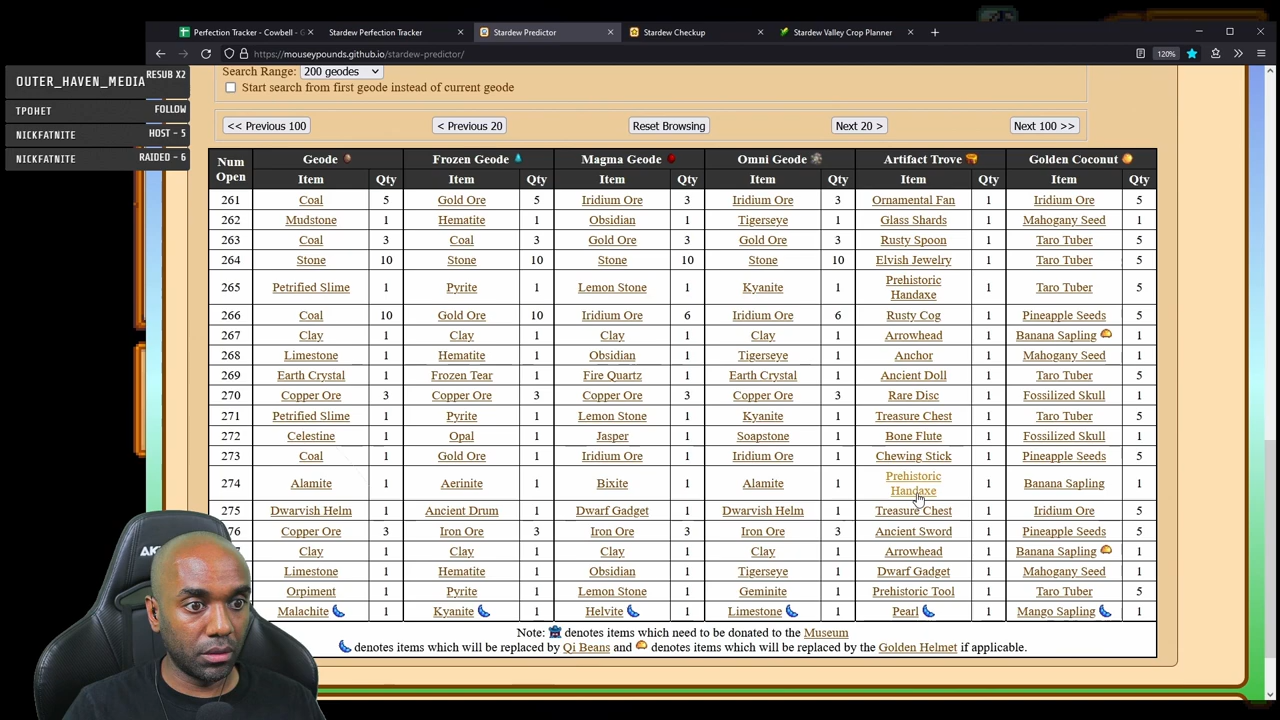 Perfection Tracker - Cowbell - G
Stardew Perfection Tracker
Stardew Predictor
Stardew Checkup
Stardew Valley Crop Planner
https://mouseypounds.github.io/stardew-predictor/
120%
OUTER_HAVEN_MEDIA RESUB X2
TPOHET FOLLOW
NICKFATNITE HOST - 5
NICKFATNITE RAIDED - 6
Search Range: 200 geodes
Start search from first geode instead of current geode
<< Previous 100 < Previous 20 Reset Browsing Next 20 > Next 100 >>
Num Open Geode Frozen Geode Magma Geode Omni Geode Artifact Trove Golden Coconut
Item Qty Item Qty Item Qty Item Qty Item Qty Item Qty
261 Coal 5 Gold Ore 5 Iridium Ore 3 Iridium Ore 3 Ornamental Fan 1 Iridium Ore 5
262 Mudstone 1 Hematite 1 Obsidian 1 Tigerseye 1 Glass Shards 1 Mahogany Seed 1
263 Coal 3 Coal 3 Gold Ore 3 Gold Ore 3 Rusty Spoon 1 Taro Tuber 5
264 Stone 10 Stone 10 Stone 10 Stone 10 Elvish Jewelry 1 Taro Tuber 5
265 Petrified Slime 1 Pyrite 1 Lemon Stone 1 Kyanite 1 Prehistoric Handaxe 1 Taro Tuber 5
266 Coal 10 Gold Ore 10 Iridium Ore 6 Iridium Ore 6 Rusty Cog 1 Pineapple Seeds 5
267 Clay 1 Clay 1 Clay 1 Clay 1 Arrowhead 1 Banana Sapling 1
268 Limestone 1 Hematite 1 Obsidian 1 Tigerseye 1 Anchor 1 Mahogany Seed 1
269 Earth Crystal 1 Frozen Tear 1 Fire Quartz 1 Earth Crystal 1 Ancient Doll 1 Taro Tuber 5
270 Copper Ore 3 Copper Ore 3 Copper Ore 3 Copper Ore 3 Rare Disc 1 Fossilized Skull 1
271 Petrified Slime 1 Pyrite 1 Lemon Stone 1 Kyanite 1 Treasure Chest 1 Taro Tuber 5
272 Celestine 1 Opal 1 Jasper 1 Soapstone 1 Bone Flute 1 Fossilized Skull 1
273 Coal 1 Gold Ore 1 Iridium Ore 1 Iridium Ore 1 Chewing Stick 1 Pineapple Seeds 5
274 Alamite 1 Aerinite 1 Bixite 1 Alamite 1 Prehistoric Handaxe 1 Banana Sapling 1
275 Dwarvish Helm 1 Ancient Drum 1 Dwarf Gadget 1 Dwarvish Helm 1 Treasure Chest 1 Iridium Ore 5
76 Copper Ore 3 Iron Ore 3 Iron Ore 3 Iron Ore 3 Ancient Sword 1 Pineapple Seeds 5
Clay 1 Clay 1 Clay 1 Clay 1 Arrowhead 1 Banana Sapling 1
Limestone 1 Hematite 1 Obsidian 1 Tigerseye 1 Dwarf Gadget 1 Mahogany Seed 1
Orpiment 1 Pyrite 1 Lemon Stone 1 Geminite 1 Prehistoric Tool 1 Taro Tuber 5
Malachite 1 Kyanite 1 Helvite 1 Limestone 1 Pearl 1 Mango Sapling 1
Note: denotes items which need to be donated to the Museum
denotes items which will be replaced by Qi Beans and denotes items which will be replaced by the Golden Helmet if applicable.